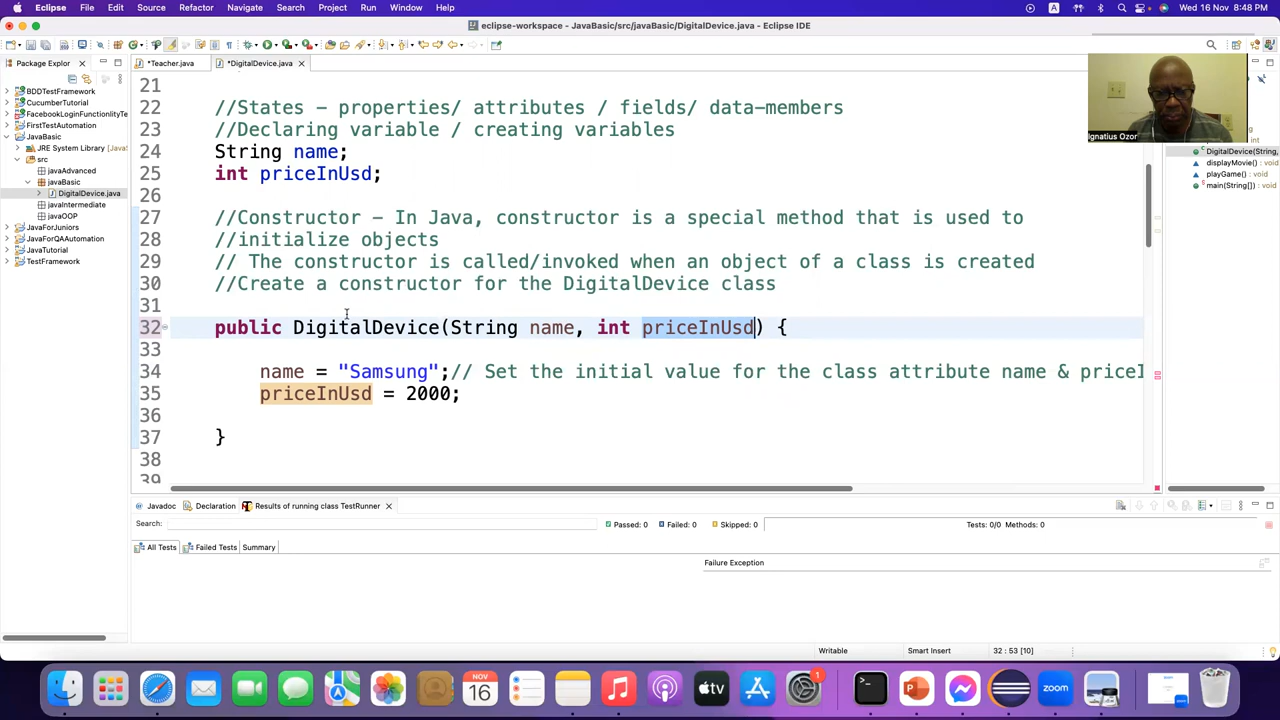 Eclipse File Edit Source Refactor Navigate Search Project Run Window Help Wed 16 Nov 8:48 PM
eclipse-workspace - JavaBasic/src/javaBasic/DigitalDevice.java - Eclipse IDE
Package Explor
*Teacher.java
*DigitalDevice.java
BDDTestFramework
CucumberTutorial
FacebookLoginFunctionlityTe
FirstTestAutomation
JavaBasic
JRE System Library [Java
src
javaAdvanced
javaBasic
DigitalDevice.java
javaIntermediate
javaOOP
JavaForJuniors
JavaForQAAutomation
JavaTutorial
TestFramework
21
22 //States - properties/ attributes / fields/ data-members
23 //Declaring variable / creating variables
24 String name;
25 int priceInUsd;
26
27 //Constructor - In Java, constructor is a special method that is used to
28 //initialize objects
29 // The constructor is called/invoked when an object of a class is created
30 //Create a constructor for the DigitalDevice class
31
32 public DigitalDevice(String name, int priceInUsd) {
33
34 name = "Samsung";// Set the initial value for the class attribute name & priceI
35 priceInUsd = 2000;
36
37 }
38
39
Ignatius Ozor
DigitalDevice(String,
displayMovie() : void
playGame() : void
main(String[]) : void
Javadoc Declaration Results of running class TestRunner
Search: Passed: 0 Failed: 0 Skipped: 0 Tests: 0/0 Methods: 0
All Tests Failed Tests Summary
Failure Exception
Writable Smart Insert 32 : 53 [10]
NOV
16
tv
1
zoom